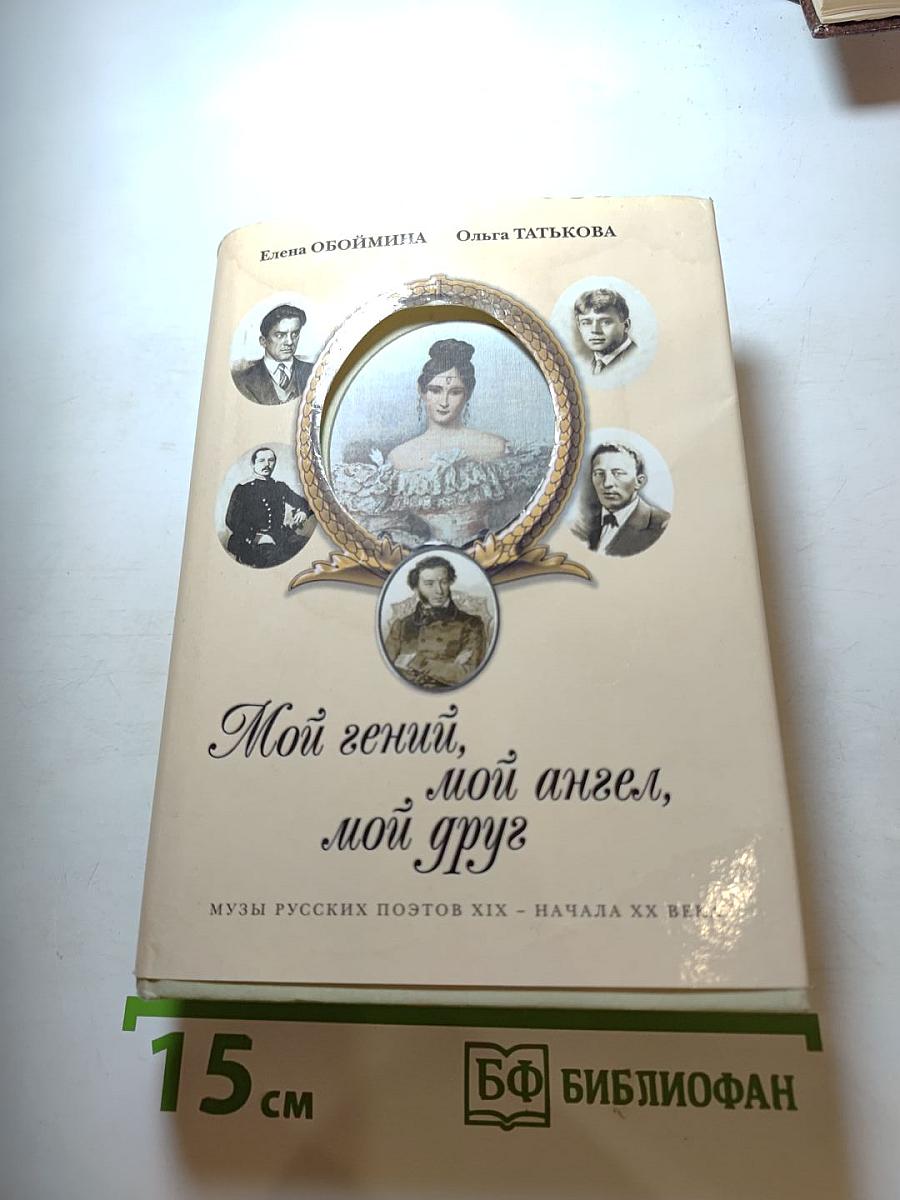 Елена ОБОЙМИНА Ольга ТАТЬКОВА
Мой гений,
мой ангел,
мой друг
МУЗЫ РУССКИХ ПОЭТОВ XIX – НАЧАЛА XX ВЕКА
15 см
БФ БИБЛИОФАН